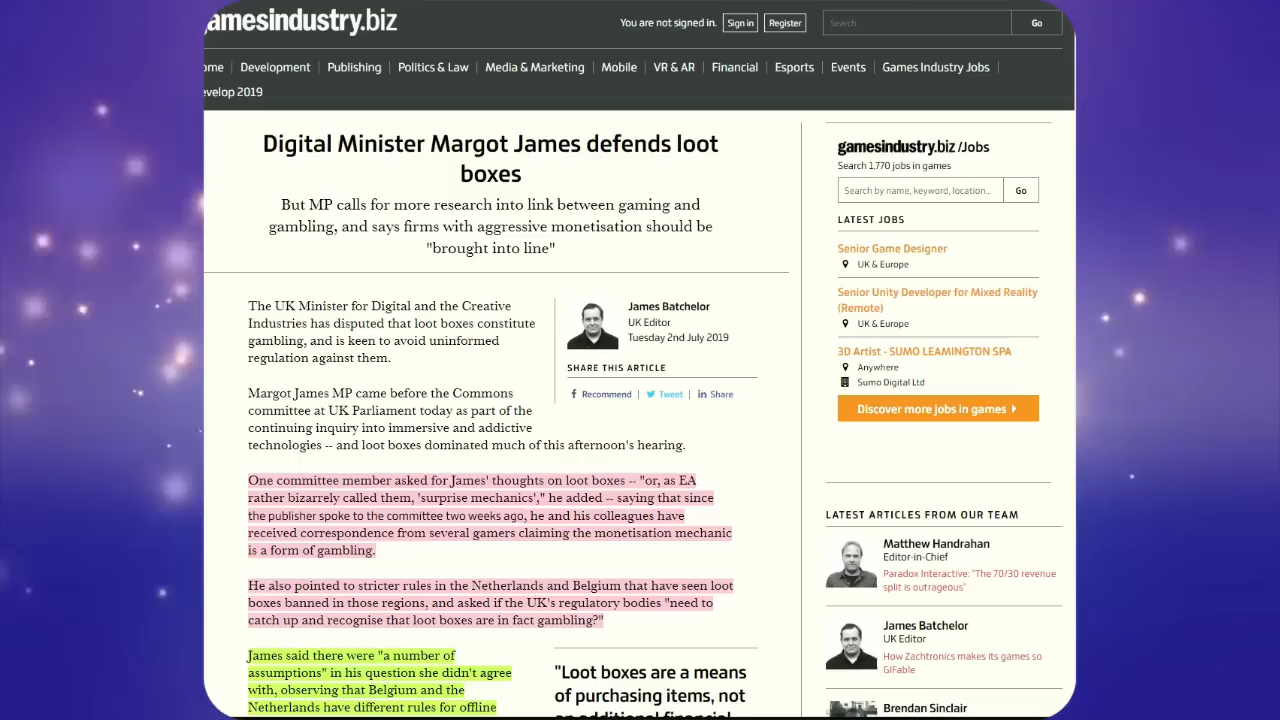 amesindustry.biz
You are not signed in. Sign in Register Search Go
ome Development Publishing Politics & Law Media & Marketing Mobile VR & AR Financial Esports Events Games Industry Jobs
evelop 2019
Digital Minister Margot James defends loot
boxes
But MP calls for more research into link between gaming and
gambling, and says firms with aggressive monetisation should be
"brought into line"
The UK Minister for Digital and the Creative
Industries has disputed that loot boxes constitute
gambling, and is keen to avoid uninformed
regulation against them.
James Batchelor
UK Editor
Tuesday 2nd July 2019
SHARE THIS ARTICLE
Recommend Tweet Share
Margot James MP came before the Commons
committee at UK Parliament today as part of the
continuing inquiry into immersive and addictive
technologies -- and loot boxes dominated much of this afternoon's hearing.
One committee member asked for James' thoughts on loot boxes -- "or, as EA
rather bizarrely called them, 'surprise mechanics'," he added -- saying that since
the publisher spoke to the committee two weeks ago, he and his colleagues have
received correspondence from several gamers claiming the monetisation mechanic
is a form of gambling.
He also pointed to stricter rules in the Netherlands and Belgium that have seen loot
boxes banned in those regions, and asked if the UK's regulatory bodies "need to
catch up and recognise that loot boxes are in fact gambling?"
James said there were "a number of
assumptions" in his question she didn't agree
with, observing that Belgium and the
Netherlands have different rules for offline
"Loot boxes are a means
of purchasing items, not
an additional financial
gamesindustry.biz /Jobs
Search 1,770 jobs in games
Search by name, keyword, location... Go
LATEST JOBS
Senior Game Designer
UK & Europe
Senior Unity Developer for Mixed Reality
(Remote)
UK & Europe
3D Artist - SUMO LEAMINGTON SPA
Anywhere
Sumo Digital Ltd
Discover more jobs in games
LATEST ARTICLES FROM OUR TEAM
Matthew Handrahan
Editor-in-Chief
Paradox Interactive: "The 70/30 revenue
split is outrageous"
James Batchelor
UK Editor
How Zachtronics makes its games so
GIFable
Brendan Sinclair